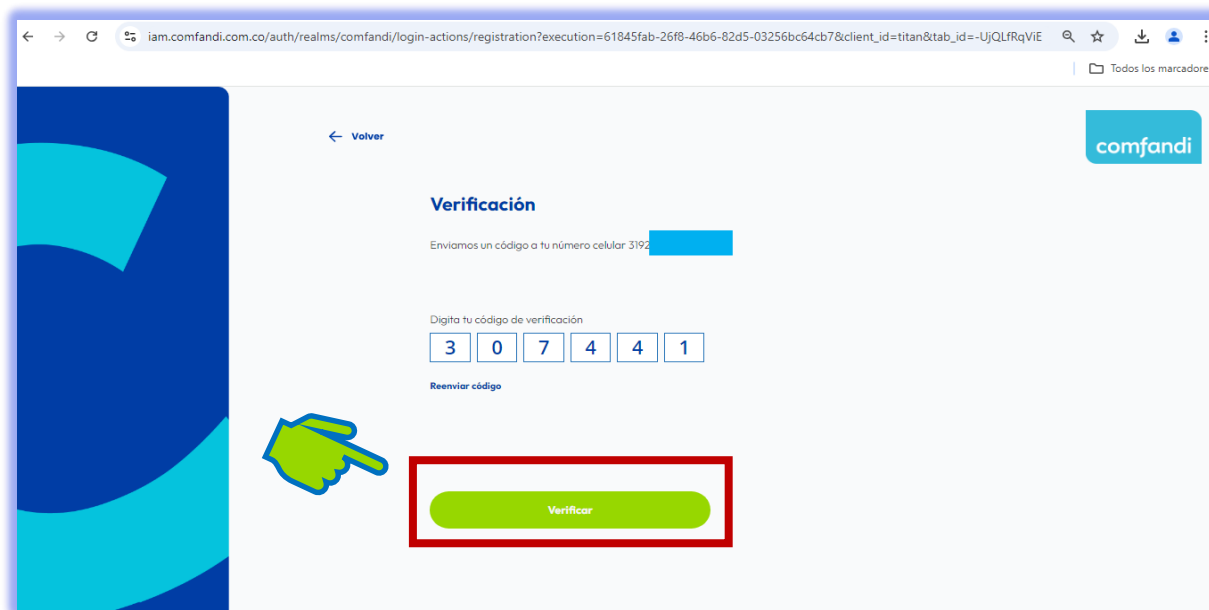 iam.comfandi.com.co/auth/realms/comfandi/login-actions/registration?execution=61845fab-26f8-46b6-82d5-03256bc64cb7&client_id=titan&tab_id=-UjQLfRqViE
Todos los marcadore
Volver
comfandi
Verificación
Enviamos un código a tu número celular 3192
Digita tu código de verificación
3 0 7 4 4 1
Reenviar código
Verificar